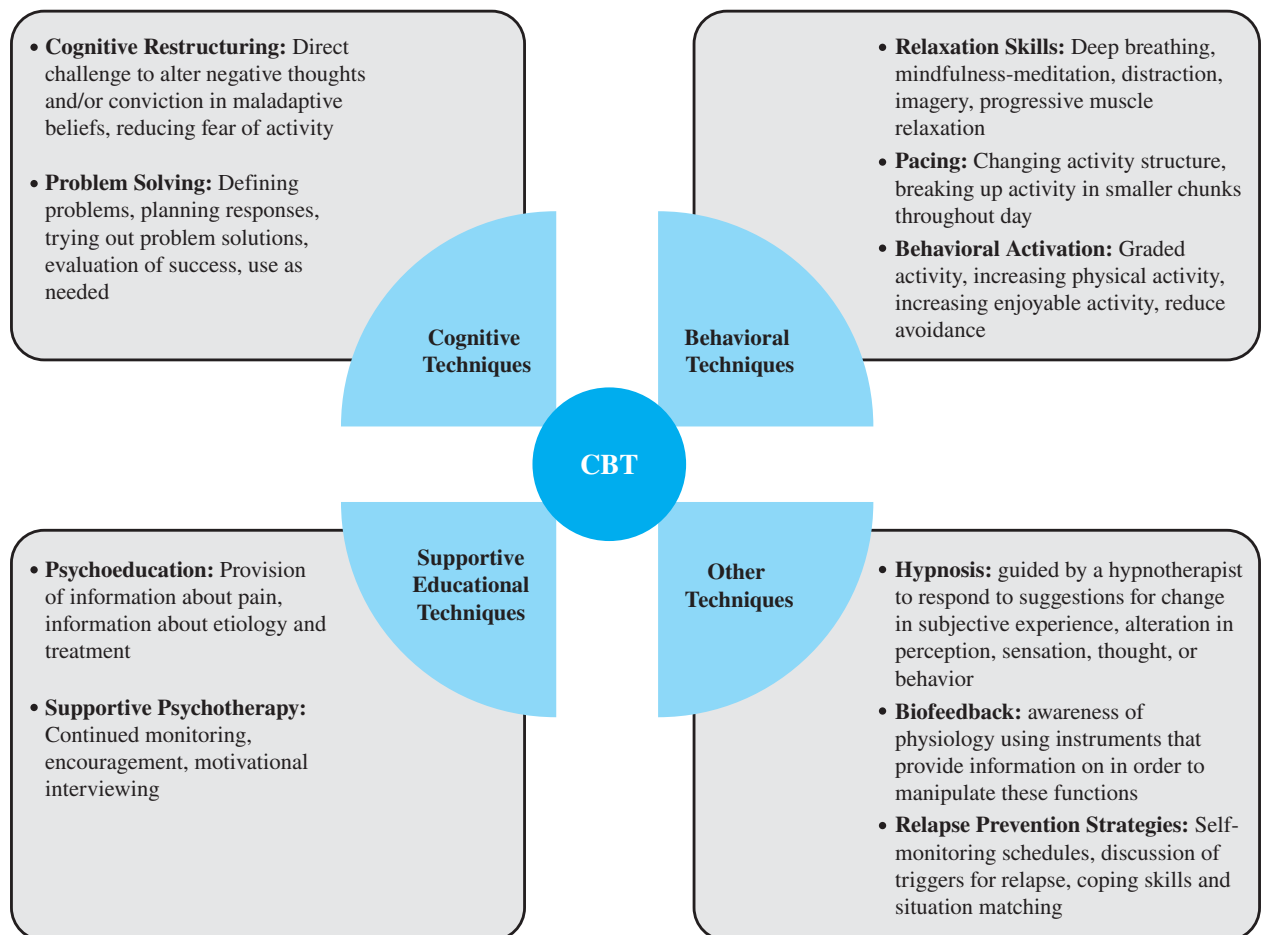 • Cognitive Restructuring: Direct
challenge to alter negative thoughts
and/or conviction in maladaptive
beliefs, reducing fear of activity
• Problem Solving: Defining
problems, planning responses,
trying out problem solutions,
evaluation of success, use as
needed
Cognitive
Techniques
• Relaxation Skills: Deep breathing,
mindfulness-meditation, distraction,
imagery, progressive muscle
relaxation
• Pacing: Changing activity structure,
breaking up activity in smaller chunks
throughout day
• Behavioral Activation: Graded
activity, increasing physical activity,
increasing enjoyable activity, reduce
avoidance
Behavioral
Techniques
CBT
• Psychoeducation: Provision
of information about pain,
information about etiology and
treatment
• Supportive Psychotherapy:
Continued monitoring,
encouragement, motivational
interviewing
Supportive
Educational
Techniques
Other
Techniques
• Hypnosis: guided by a hypnotherapist
to respond to suggestions for change
in subjective experience, alteration in
perception, sensation, thought, or
behavior
• Biofeedback: awareness of
physiology using instruments that
provide information on in order to
manipulate these functions
• Relapse Prevention Strategies: Self-
monitoring schedules, discussion of
triggers for relapse, coping skills and
situation matching